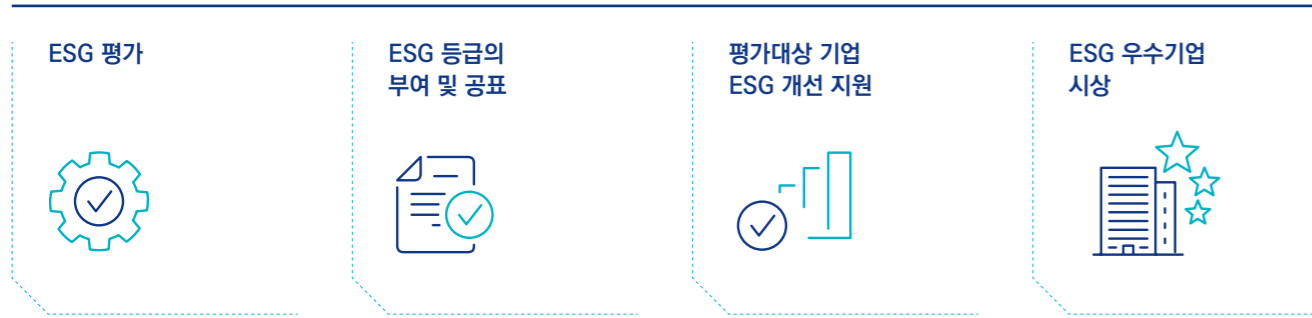 ESG 평가
ESG 등급의
부여 및 공표
평가대상 기업
ESG 개선 지원
ESG 우수기업
시상